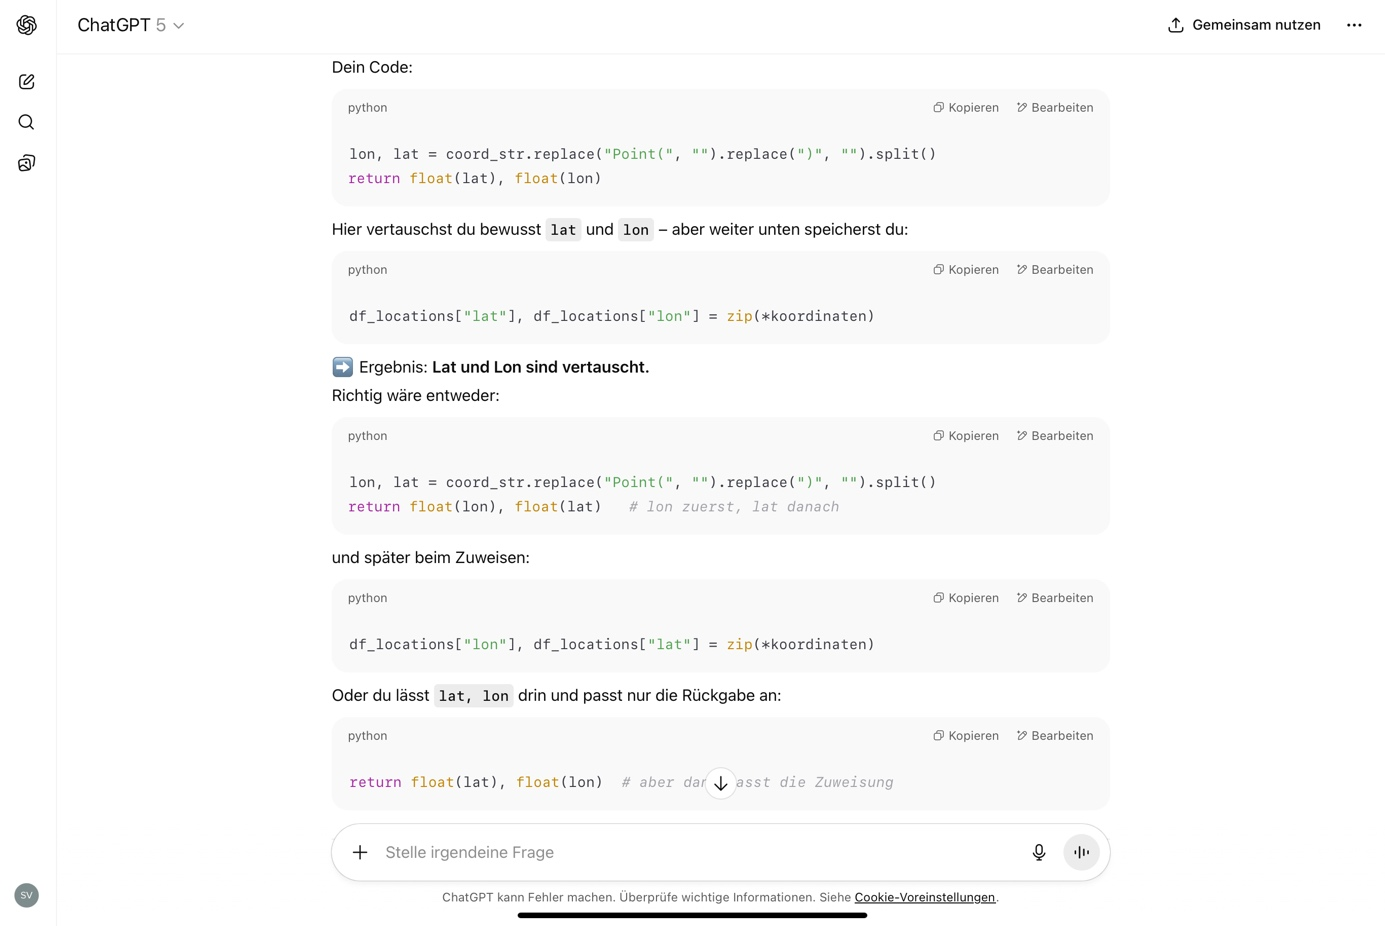 ChatGPT 5
Gemeinsam nutzen
Dein Code:
python
Kopieren
Bearbeiten
lon, lat = coord_str.replace("Point(", "").replace(")", "").split()
return float(lat), float(lon)
Hier vertauschst du bewusst lat und lon – aber weiter unten speicherst du:
python
Kopieren
Bearbeiten
df_locations["lat"], df_locations["lon"] = zip(*koordinaten)
➡️ Ergebnis: Lat und Lon sind vertauscht.
Richtig wäre entweder:
python
Kopieren
Bearbeiten
lon, lat = coord_str.replace("Point(", "").replace(")", "").split()
return float(lon), float(lat)   # lon zuerst, lat danach
und später beim Zuweisen:
python
Kopieren
Bearbeiten
df_locations["lon"], df_locations["lat"] = zip(*koordinaten)
Oder du lässt lat, lon drin und passt nur die Rückgabe an:
python
Kopieren
Bearbeiten
return float(lat), float(lon)  # aber die Zuweisung
Stelle irgendeine Frage
SV
ChatGPT kann Fehler machen. Überprüfe wichtige Informationen. Siehe Cookie-Voreinstellungen.